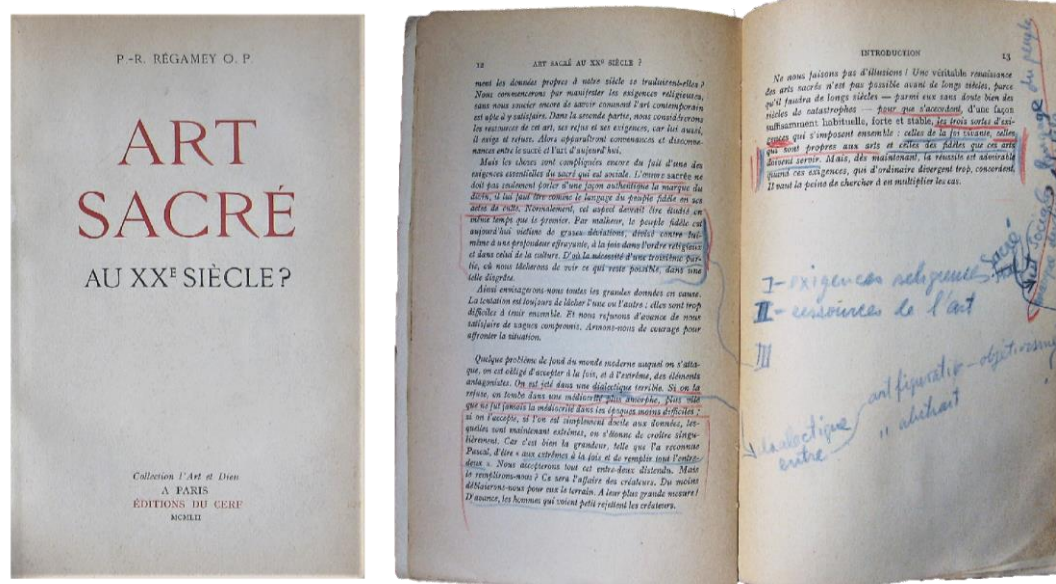 P.-R. RÉGAMEY O. P.
ART
SACRÉ
AU XXE SIÈCLE?
Collection l'Art et Dieu
A PARIS
ÉDITIONS DU CERF
MCMLII
12 ART SACRÉ AU XXe SIÈCLE ?
ment les données propres à notre siècle se traduiront-elles ?
Nous commencerons par manifester les exigences religieuses,
sans nous soucier encore de savoir comment l'art contemporain
est apte à y satisfaire. Dans la seconde partie, nous considérerons
les ressources de cet art, ses refus et ses exigences, car lui aussi,
il exige et refuse. Alors apparaîtront convenances et disconve-
nances entre le sacré et l'art d'aujourd'hui.
Mais les choses sont compliquées encore du fait d'une des
exigences essentielles du sacré qui est sociale. L'œuvre sacrée ne
doit pas seulement porter d'une façon authentique la marque du
divin, il lui faut être comme le langage du peuple fidèle en ses
actes de culte. Normalement, cet aspect devrait être étudié en
même temps que le premier. Par malheur, le peuple fidèle est
aujourd'hui victime de graves déviations, divisé contre lui-
même à une profondeur effrayante, à la fois dans l'ordre religieux
et dans celui de la culture. D'où la nécessité d'une troisième par-
tie, où nous tâcherons de voir ce qui reste possible, dans une
telle disgrâce.
Ainsi envisagerons-nous toutes les grandes données en cause.
La tentation est toujours de lâcher l'une ou l'autre : elles sont trop
difficiles à tenir ensemble. Et nous refusons d'avance de nous
satisfaire de vagues compromis. Armons-nous de courage pour
affronter la situation.
Quelque problème de fond du monde moderne auquel on s'atta-
que, on est obligé d'accepter à la fois, et à l'extrême, des éléments
antagonistes. On est jeté dans une dialectique terrible. Si on la
refuse, on tombe dans une médiocrité plus amorphe, plus vile
que ne fut jamais la médiocrité dans les époques moins difficiles ;
si on l'accepte, si l'on est simplement docile aux données, les-
quelles sont maintenant extrêmes, on s'étonne de croître singu-
lièrement. Car c'est bien la grandeur, telle que l'a reconnue
Pascal, d'être « aux extrêmes à la fois et de remplir tout l'entre-
deux ». Nous accepterons tout cet entre-deux distendu. Mais
le remplirons-nous ? Ce sera l'affaire des créateurs. Du moins
déblaierons-nous pour eux le terrain. A leur plus grande mesure !
D'avance, les hommes qui voient petit rejettent les créateurs.
INTRODUCTION 13
Ne nous faisons pas d'illusions ! Une véritable renaissance
des arts sacrés n'est pas possible avant de longs siècles, parce
qu'il faudra de longs siècles — parmi eux sans doute bien des
siècles de catastrophes — pour que s'accordent, d'une façon
suffisamment habituelle, forte et stable, les trois sortes d'exi-
gences qui s'imposent ensemble : celles de la foi vivante, celles
qui sont propres aux arts et celles des fidèles que ces arts
doivent servir. Mais, dès maintenant, la réussite est admirable
quand ces exigences, qui d'ordinaire divergent trop, concordent.
Il vaut la peine de chercher à en multiplier les cas.
I- exigences religieuses
II- ressources de l'art
III
Sacré
langage du peuple
dialectique
entre
art figuratif - objectivisme
" abstrait "